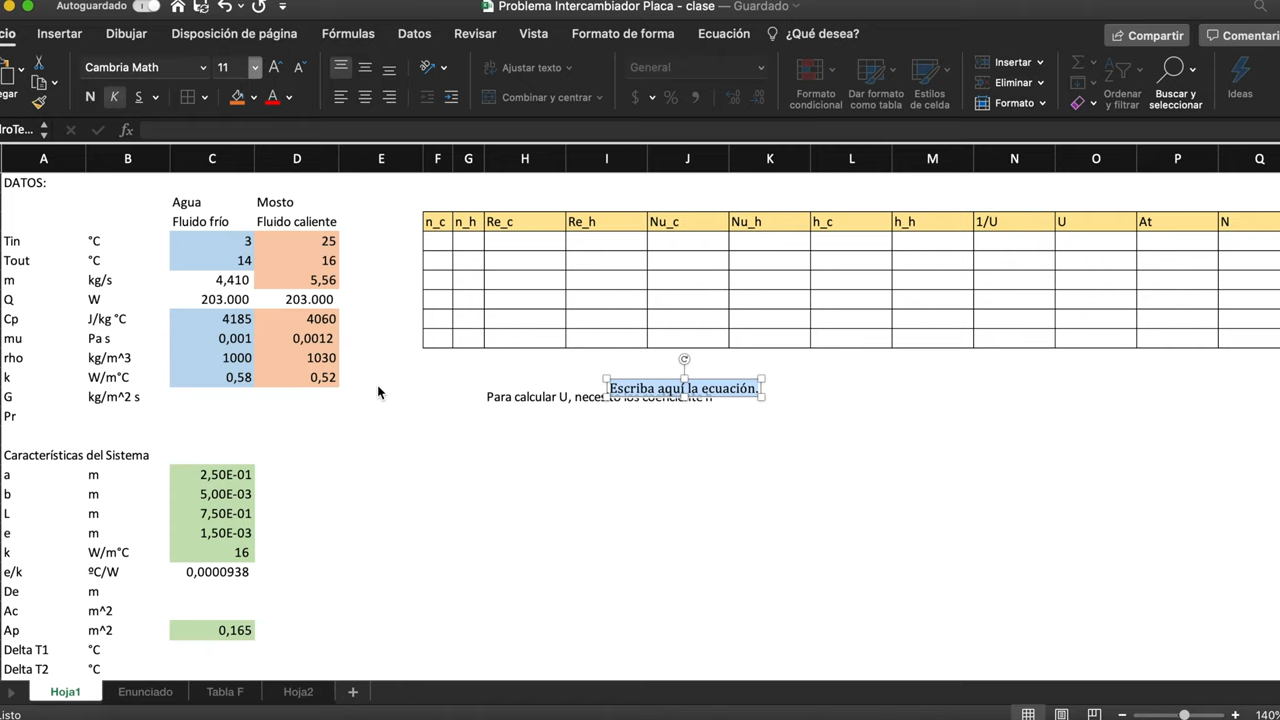 Autoguardado
Problema Intercambiador Placa - clase — Guardado
cio Insertar Dibujar Disposición de página Fórmulas Datos Revisar Vista Formato de forma Ecuación ¿Qué desea? Compartir Comentari
egar
Cambria Math 11
N K S
Ajustar texto
Combinar y centrar
General
$ %
Formato condicional
Dar formato como tabla
Estilos de celda
Insertar
Eliminar
Formato
Ordenar y filtrar
Buscar y seleccionar
Ideas
droTe... fx
A B C D E F G H I J K L M N O P Q
DATOS:
Agua Mosto
Fluido frío Fluido caliente n_c n_h Re_c Re_h Nu_c Nu_h h_c h_h 1/U U At N
Tin °C 3 25
Tout °C 14 16
m kg/s 4,410 5,56
Q W 203.000 203.000
Cp J/kg °C 4185 4060
mu Pa s 0,001 0,0012
rho kg/m^3 1000 1030
k W/m°C 0,58 0,52
Escriba aquí la ecuación.
G kg/m^2 s Para calcular U, necesito los coeficiente h
Pr
Características del Sistema
a m 2,50E-01
b m 5,00E-03
L m 7,50E-01
e m 1,50E-03
k W/m°C 16
e/k ºC/W 0,0000938
De m
Ac m^2
Ap m^2 0,165
Delta T1 °C
Delta T2 °C
Hoja1 Enunciado Tabla F Hoja2
Listo 140%